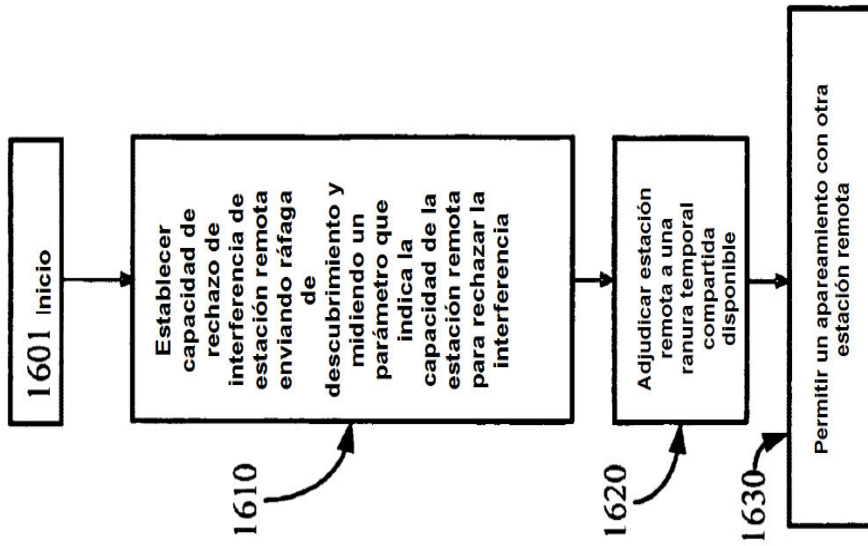 1601 Inicio
Establecer
capacidad de
rechazo de
interferencia de
estación remota
enviando ráfaga
de
descubrimiento y
midiendo un
parámetro que
indica la
capacidad de la
estación remota
para rechazar la
interferencia
1610
Adjudicar estación
remota a una
ranura temporal
compartida
disponible
1620
Permitir un apareamiento con otra
estación remota
1630